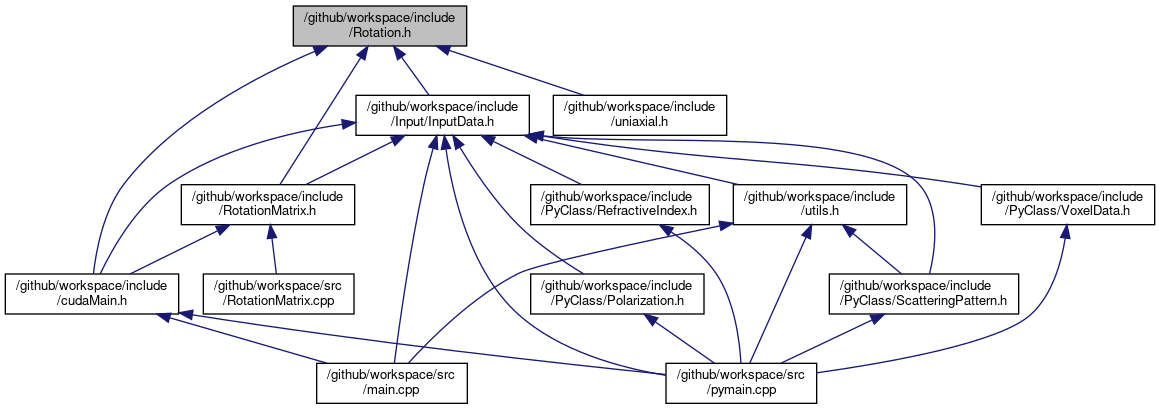 /github/workspace/include
/Rotation.h
/github/workspace/include
/Input/InputData.h
/github/workspace/include
/uniaxial.h
/github/workspace/include
/RotationMatrix.h
/github/workspace/include
/PyClass/RefractiveIndex.h
/github/workspace/include
/utils.h
/github/workspace/include
/PyClass/VoxelData.h
/github/workspace/include
/cudaMain.h
/github/workspace/src
/RotationMatrix.cpp
/github/workspace/include
/PyClass/Polarization.h
/github/workspace/include
/PyClass/ScatteringPattern.h
/github/workspace/src
/main.cpp
/github/workspace/src
/pymain.cpp